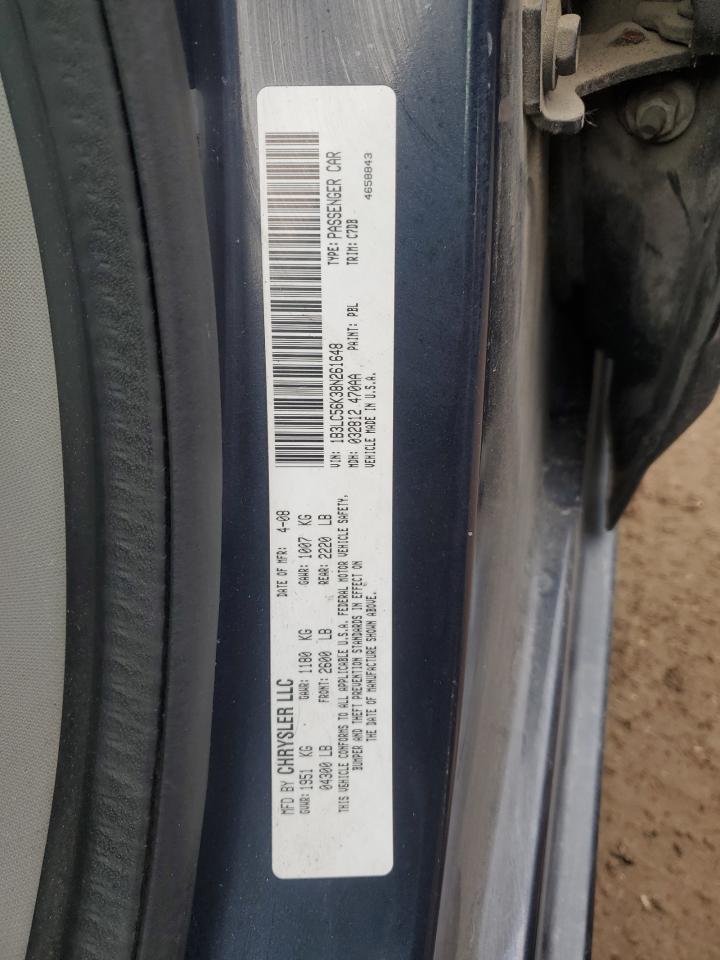 MFD BY CHRYSLER LLC
DATE OF MFR: 4-08
GVWR: 1951 KG
GAWR: 1180 KG
GAWR: 1007 KG
04300 LB
FRONT: 2600 LB
REAR: 2220 LB
THIS VEHICLE CONFORMS TO ALL APPLICABLE U.S.A. FEDERAL MOTOR VEHICLE SAFETY,
BUMPER AND THEFT PREVENTION STANDARDS IN EFFECT ON
THE DATE OF MANUFACTURE SHOWN ABOVE.
VIN: 1B3LC56K38N261648
TYPE: PASSENGER CAR
MDH: 032812 470AA
PAINT: PBL
TRIM: C7DB
VEHICLE MADE IN U.S.A.
4658843